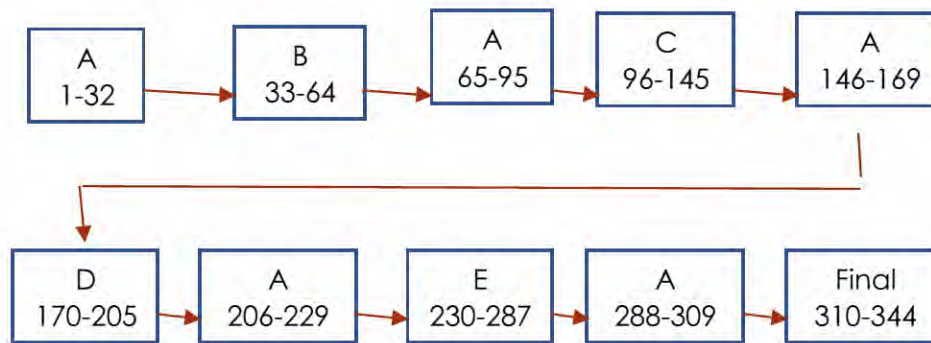 A
1-32
B
33-64
A
65-95
C
96-145
A
146-169
D
170-205
A
206-229
E
230-287
A
288-309
Final
310-344